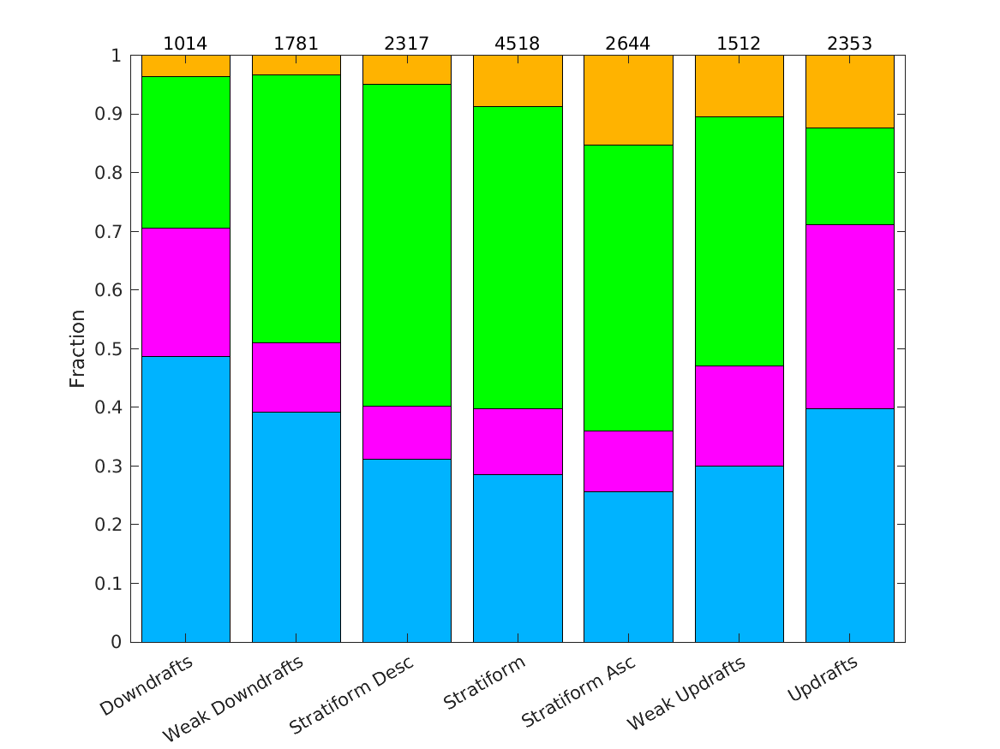 1014 1781 2317 4518 2644 1512 2353
1
0.9
0.8
0.7
0.6
0.5
0.4
0.3
0.2
0.1
0
Fraction
Downdrafts
Weak Downdrafts
Stratiform Desc
Stratiform
Stratiform Asc
Weak Updrafts
Updrafts